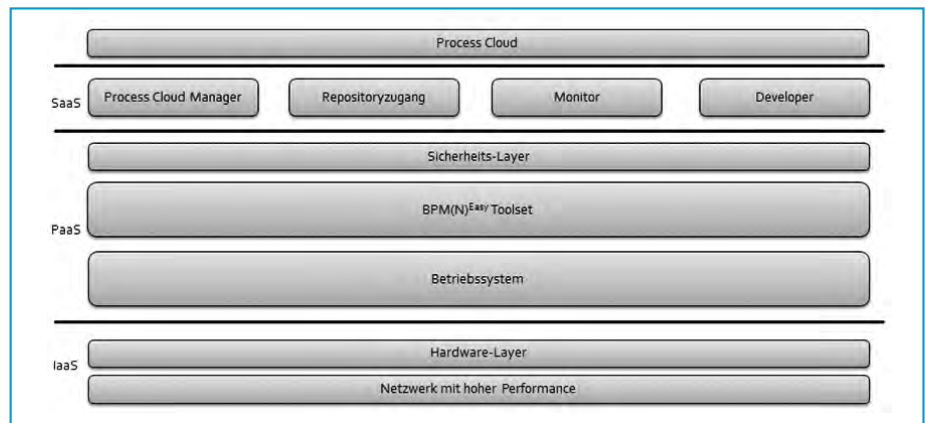 Process Cloud
SaaS
Process Cloud Manager
Repositoryzugang
Monitor
Developer
Sicherheits-Layer
PaaS
BPM(N)Easy Toolset
Betriebssystem
IaaS
Hardware-Layer
Netzwerk mit hoher Performance